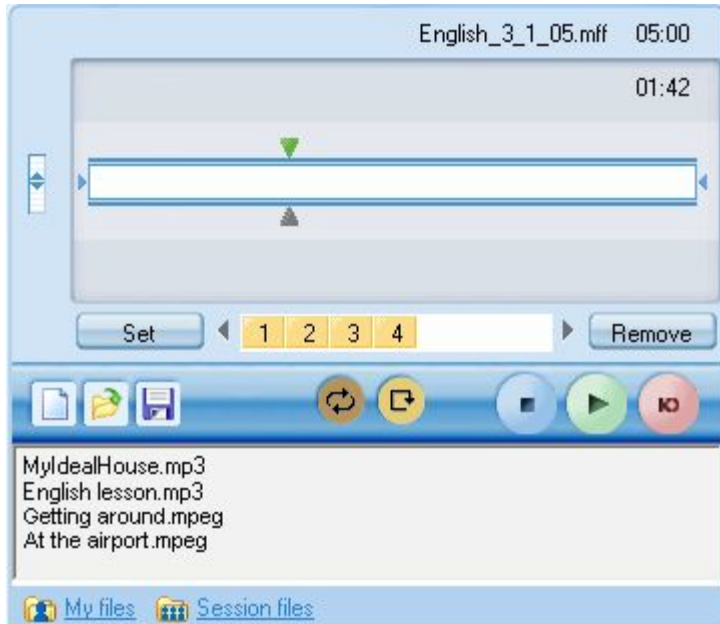 English_3_1_05.mff 05:00
01:42
Set 1 2 3 4 Remove
MyIdealHouse.mp3
English lesson.mp3
Getting around.mpeg
At the airport.mpeg
My files Session files